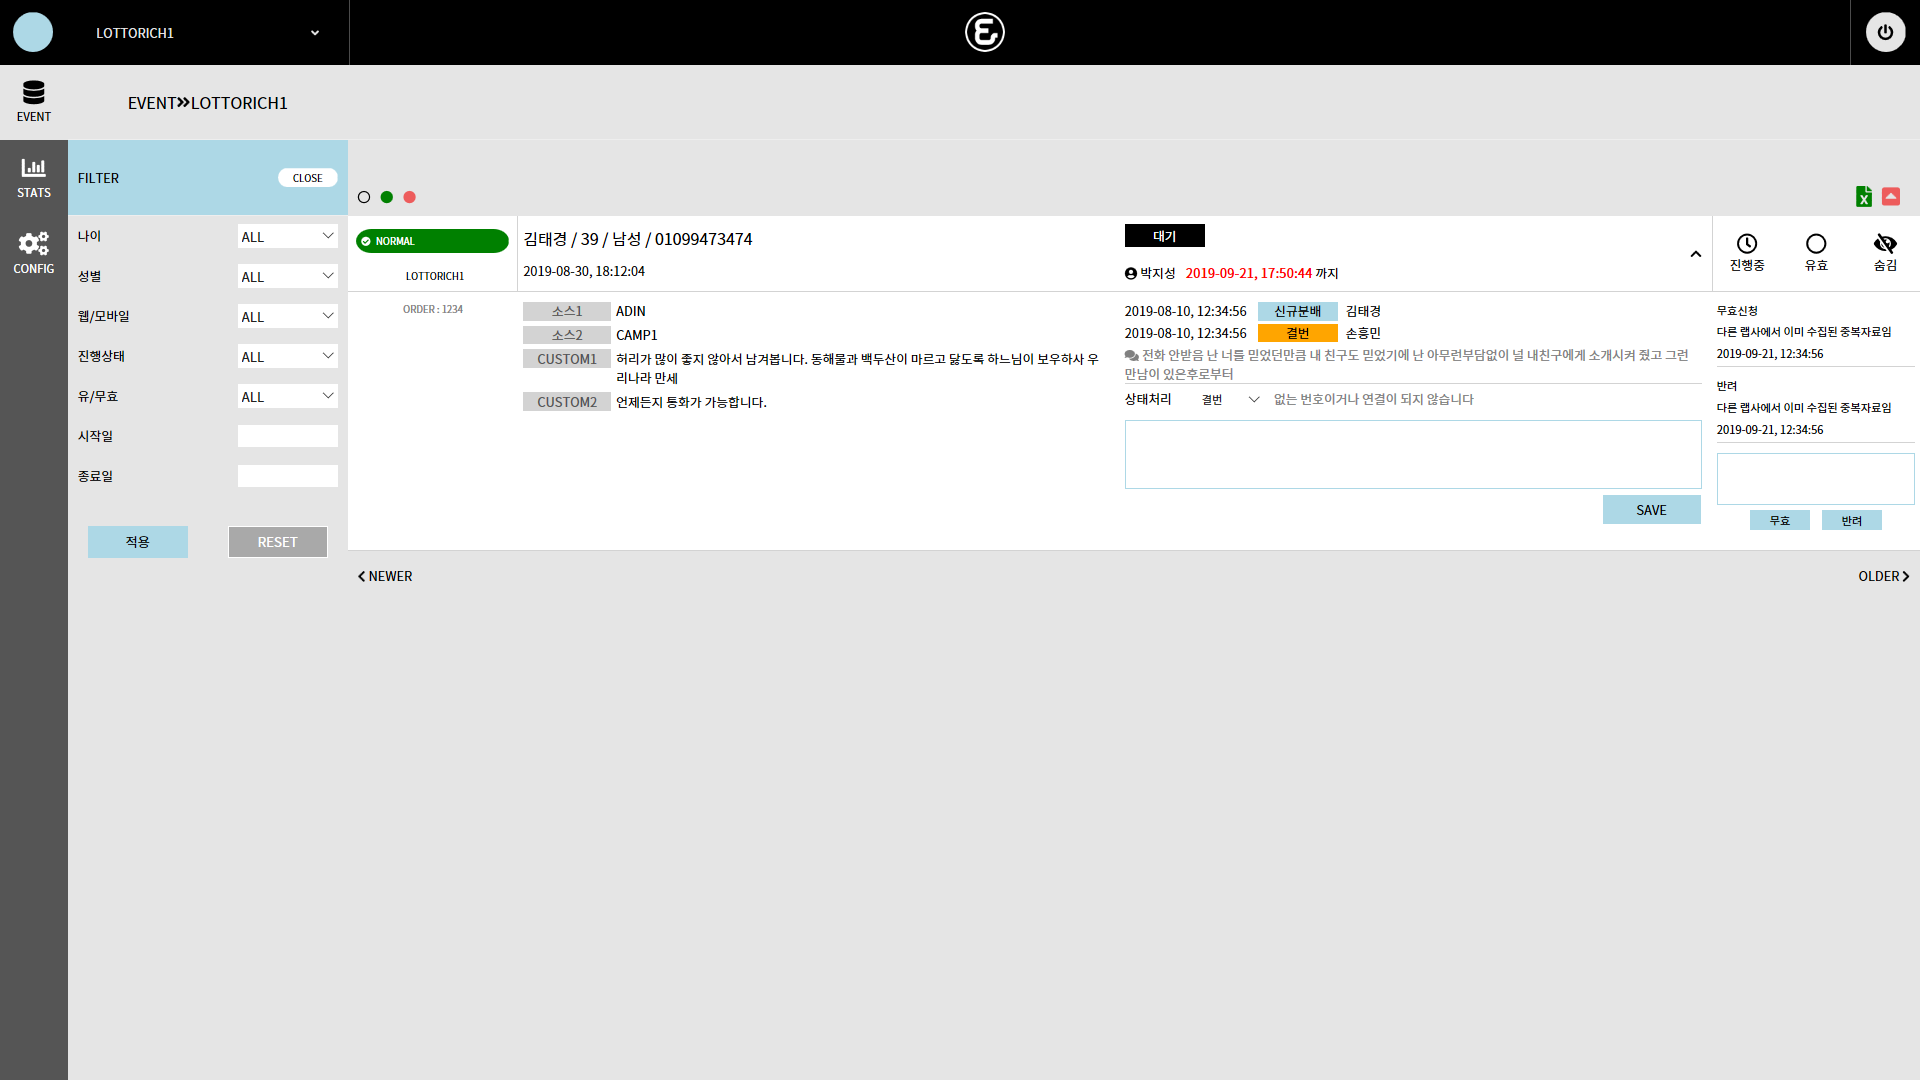 LOTTORICH1
EVENT
EVENT LOTTORICH1
STATS
CONFIG
FILTER
CLOSE
나이
ALL
성별
ALL
웹/모바일
ALL
진행상태
ALL
유/무효
ALL
시작일
종료일
적용
RESET
NORMAL
LOTTORICH1
김태경 / 39 / 남성 / 01099473474
2019-08-30, 18:12:04
대기
박지성 2019-09-21, 17:50:44 까지
진행중
유효
숨김
ORDER : 1234
소스1 ADIN
소스2 CAMP1
CUSTOM1 허리가 많이 좋지 않아서 남겨봅니다. 동해물과 백두산이 마르고 닳도록 하느님이 보우하사 우
리나라 만세
CUSTOM2 언제든지 통화가 가능합니다.
2019-08-10, 12:34:56 신규분배 김태경
2019-08-10, 12:34:56 결번 손흥민
전화 안받음 난 너를 믿었던만큼 내 친구도 믿었기에 난 아무런부담없이 널 내친구에게 소개시켜 줬고 그런
만남이 있은후로부터
상태처리 결번 없는 번호이거나 연결이 되지 않습니다
SAVE
무효신청
다른 랩사에서 이미 수집된 중복자료임
2019-09-21, 12:34:56
반려
다른 랩사에서 이미 수집된 중복자료임
2019-09-21, 12:34:56
무효
반려
NEWER
OLDER